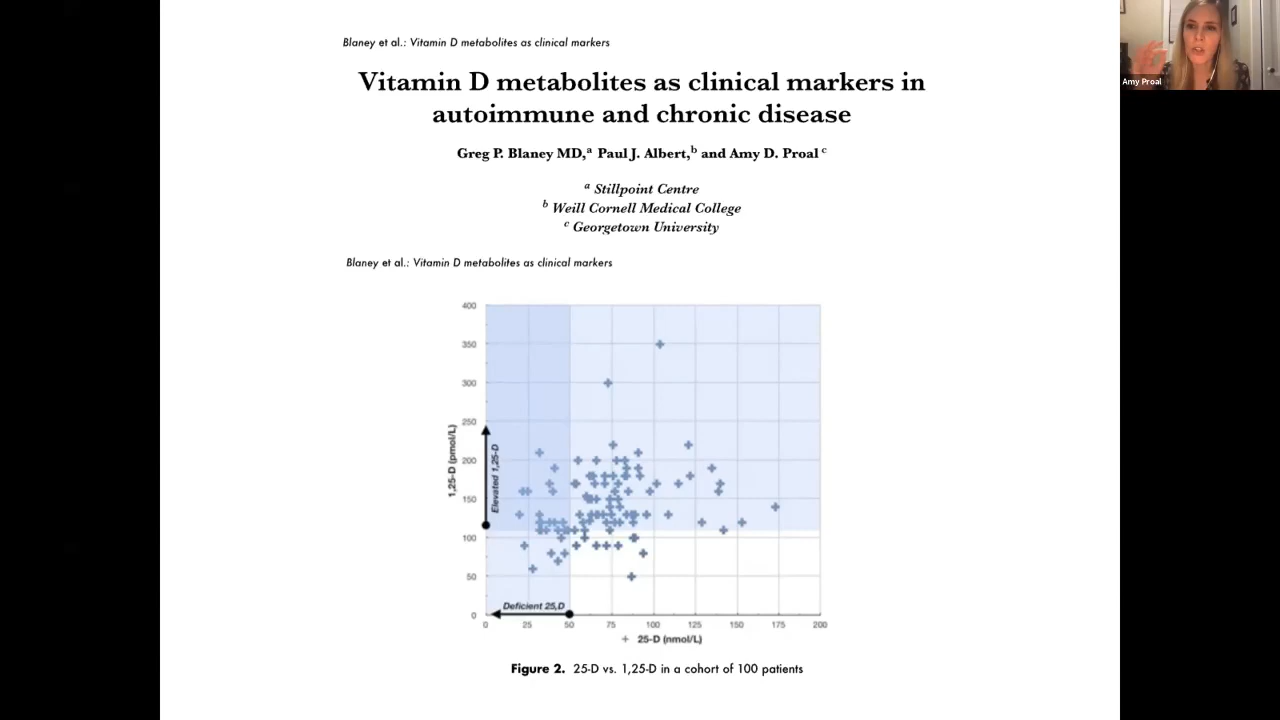 Blaney et al.: Vitamin D metabolites as clinical markers
Amy Proal
Vitamin D metabolites as clinical markers in
autoimmune and chronic disease
Greg P. Blaney MD,a Paul J. Albert,b and Amy D. Proal c
a Stillpoint Centre
b Weill Cornell Medical College
c Georgetown University
Blaney et al.: Vitamin D metabolites as clinical markers
400
350
300
250
200
150
100
50
0
1,25-D (pmol/L)
Elevated 1,25-D
Deficient 25,D
0 25 50 75 100 125 150 175 200
+ 25-D (nmol/L)
Figure 2. 25-D vs. 1,25-D in a cohort of 100 patients